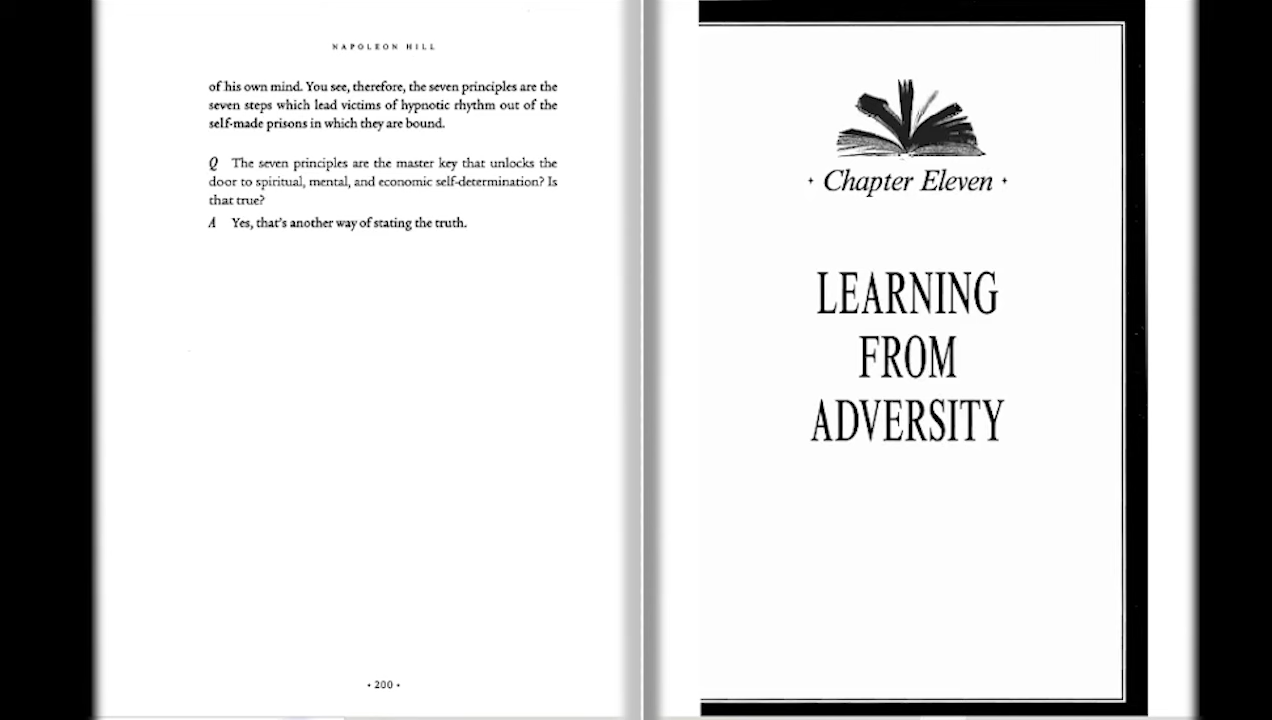 NAPOLEON HILL
of his own mind. You see, therefore, the seven principles are the
seven steps which lead victims of hypnotic rhythm out of the
self-made prisons in which they are bound.
Q The seven principles are the master key that unlocks the
door to spiritual, mental, and economic self-determination? Is
that true?
A Yes, that's another way of stating the truth.
• 200 •
Chapter Eleven
LEARNING
FROM
ADVERSITY